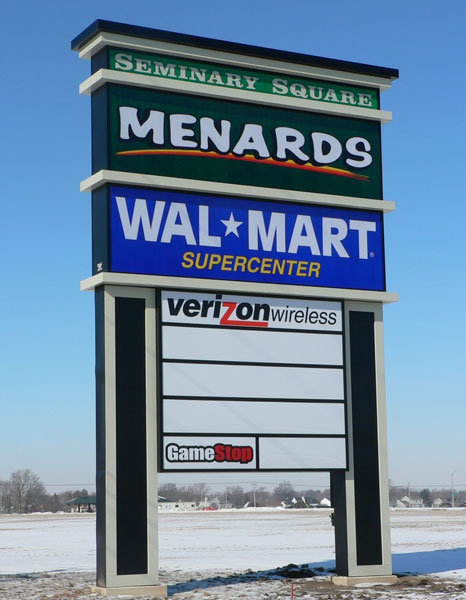 SEMINARY SQUARE
MENARDS
WAL★MART
SUPERCENTER
verizonwireless
GameStop